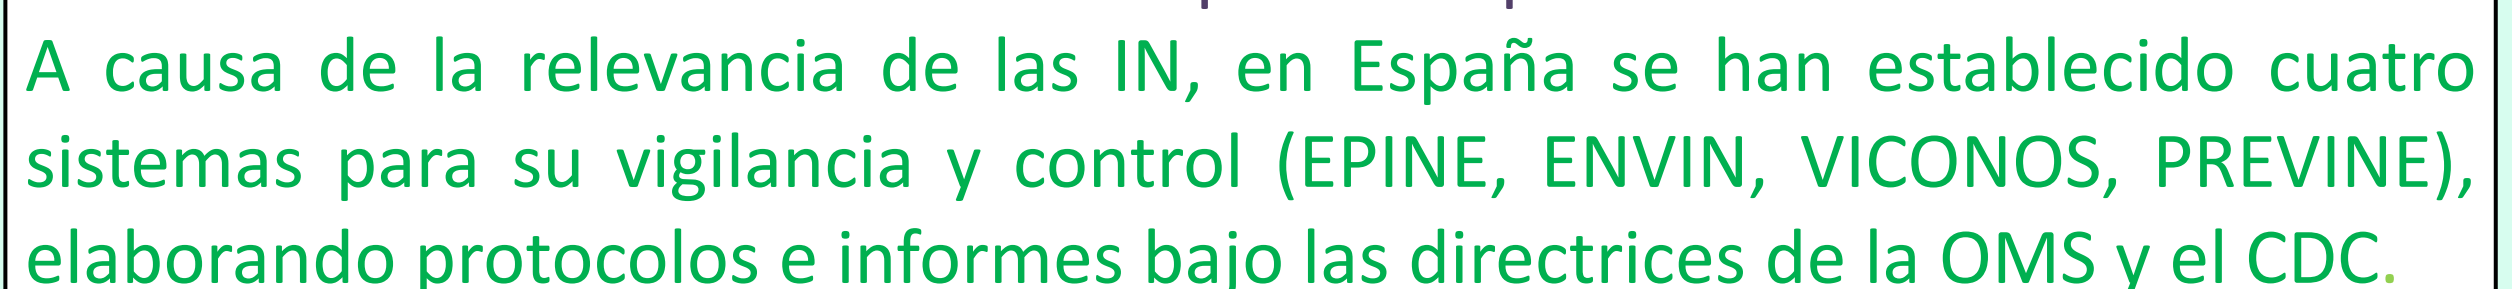 A causa de la relevancia de las IN, en España se han establecido cuatro
sistemas para su vigilancia y control (EPINE, ENVIN, VICONOS, PREVINE),
elaborando protocolos e informes bajo las directrices de la OMS y el CDC.